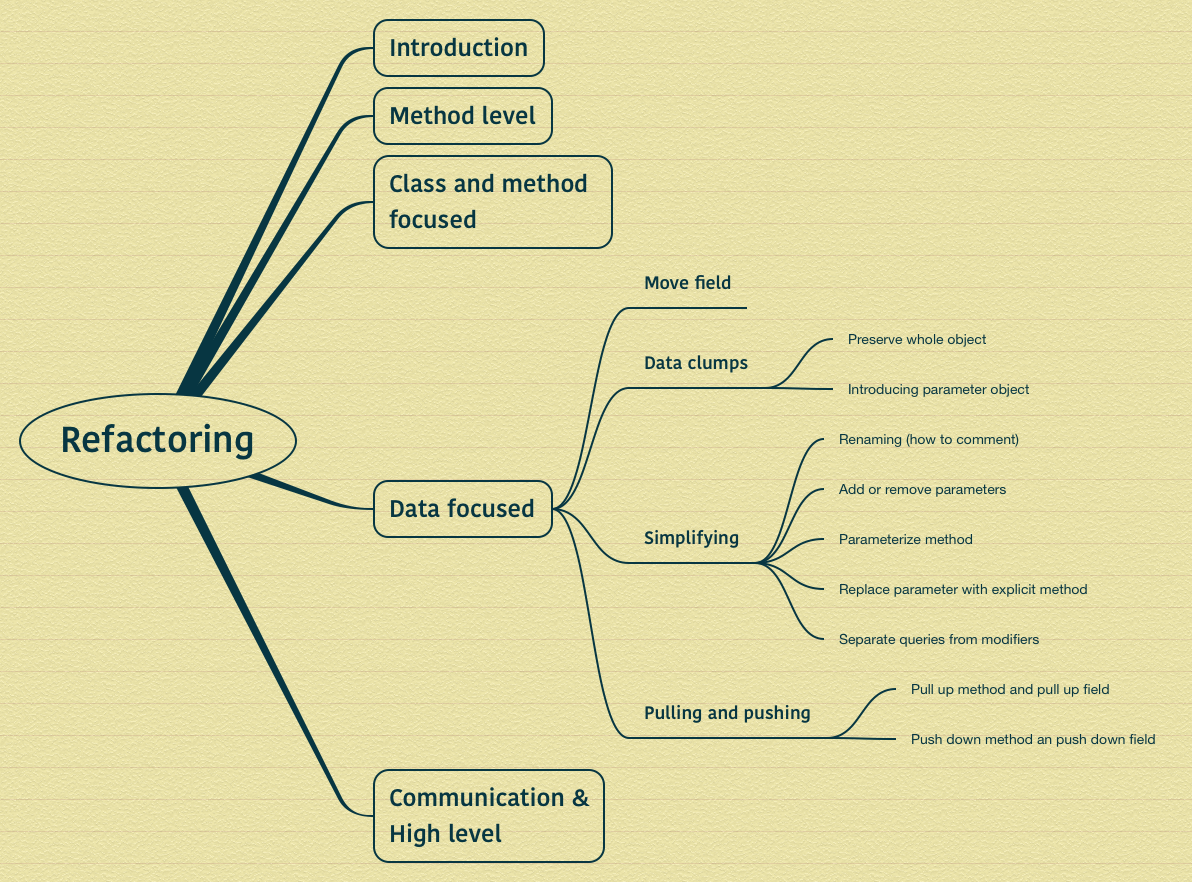 Introduction
Method level
Class and method
focused
Move field
Preserve whole object
Data clumps
Introducing parameter object
Refactoring
Renaming (how to comment)
Add or remove parameters
Data focused
Simplifying
Parameterize method
Replace parameter with explicit method
Separate queries from modifiers
Pull up method and pull up field
Pulling and pushing
Push down method an push down field
Communication &
High level